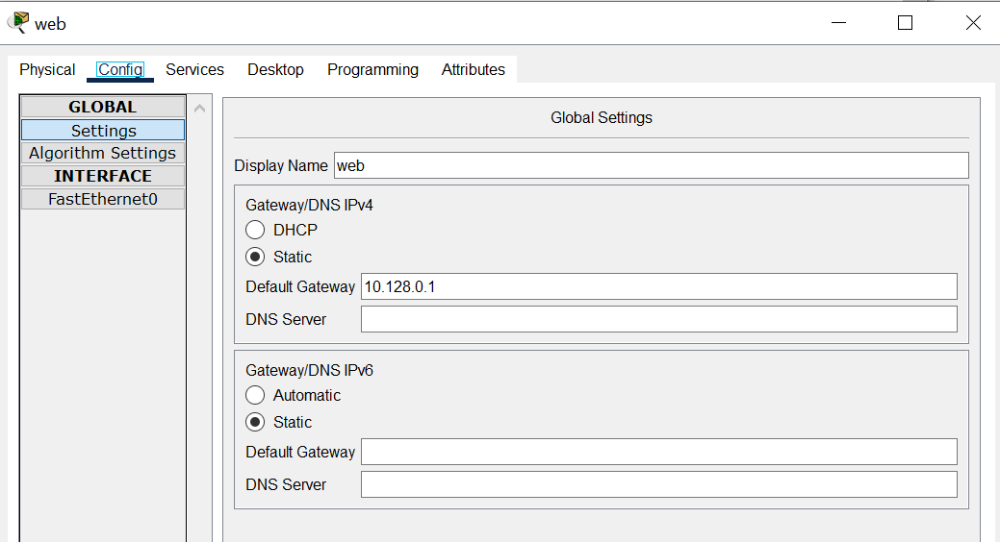 web
Physical Config Services Desktop Programming Attributes
GLOBAL
Settings
Algorithm Settings
INTERFACE
FastEthernet0
Global Settings
Display Name web
Gateway/DNS IPv4
DHCP
Static
Default Gateway 10.128.0.1
DNS Server
Gateway/DNS IPv6
Automatic
Static
Default Gateway
DNS Server